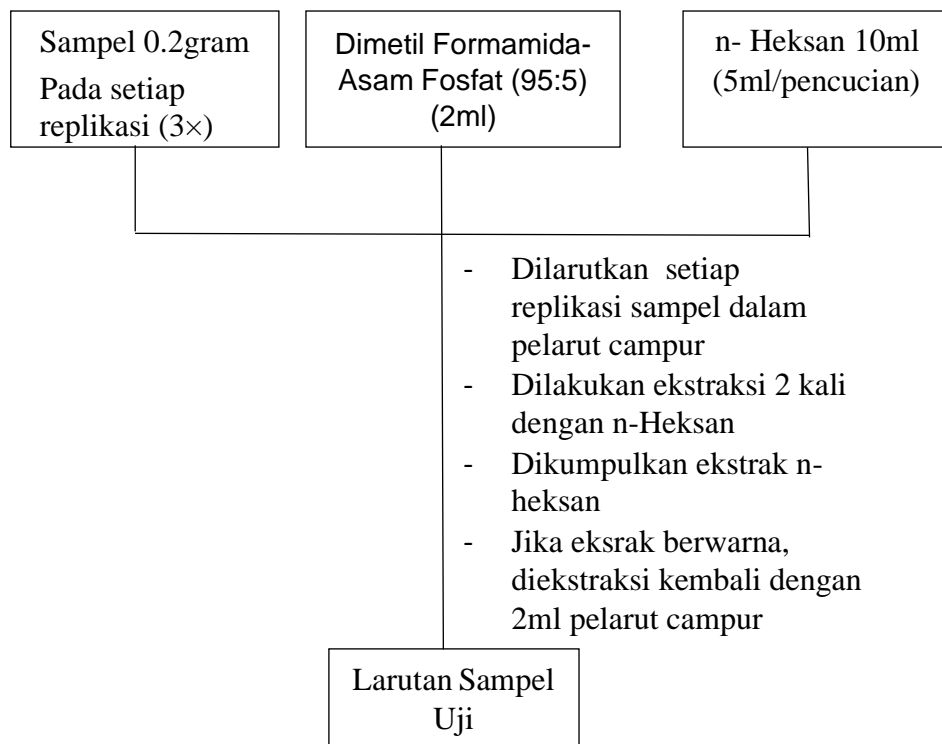 Sampel 0.2gram
Pada setiap
replikasi (3×)
Dimetil Formamida-
Asam Fosfat (95:5)
(2ml)
n- Heksan 10ml
(5ml/pencucian)
- Dilarutkan setiap
replikasi sampel dalam
pelarut campur
- Dilakukan ekstraksi 2 kali
dengan n-Heksan
- Dikumpulkan ekstrak n-
heksan
- Jika eksrak berwarna,
diekstraksi kembali dengan
2ml pelarut campur
Larutan Sampel
Uji